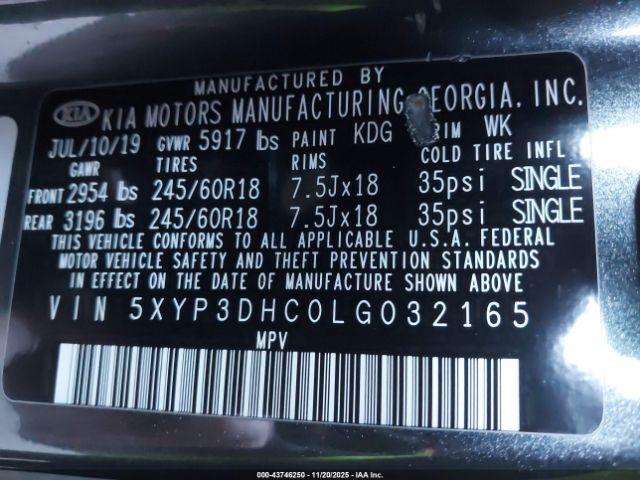 MANUFACTURED BY
KIA KIA MOTORS MANUFACTURING GEORGIA, INC.
JUL/10/19 GVWR 5917 lbs PAINT KDG TRIM WK
GAWR TIRES RIMS COLD TIRE INFL
FRONT 2954 lbs 245/60R18 7.5Jx18 35psi SINGLE
REAR 3196 lbs 245/60R18 7.5Jx18 35psi SINGLE
THIS VEHICLE CONFORMS TO ALL APPLICABLE U.S.A. FEDERAL
MOTOR VEHICLE SAFETY AND THEFT PREVENTION STANDARDS
IN EFFECT ON THE DATE OF MANUFACTURE SHOWN ABOVE
VIN 5XYP3DHC0LG032165
MPV
000-43746250 - 11/20/2025 - IAA Inc.